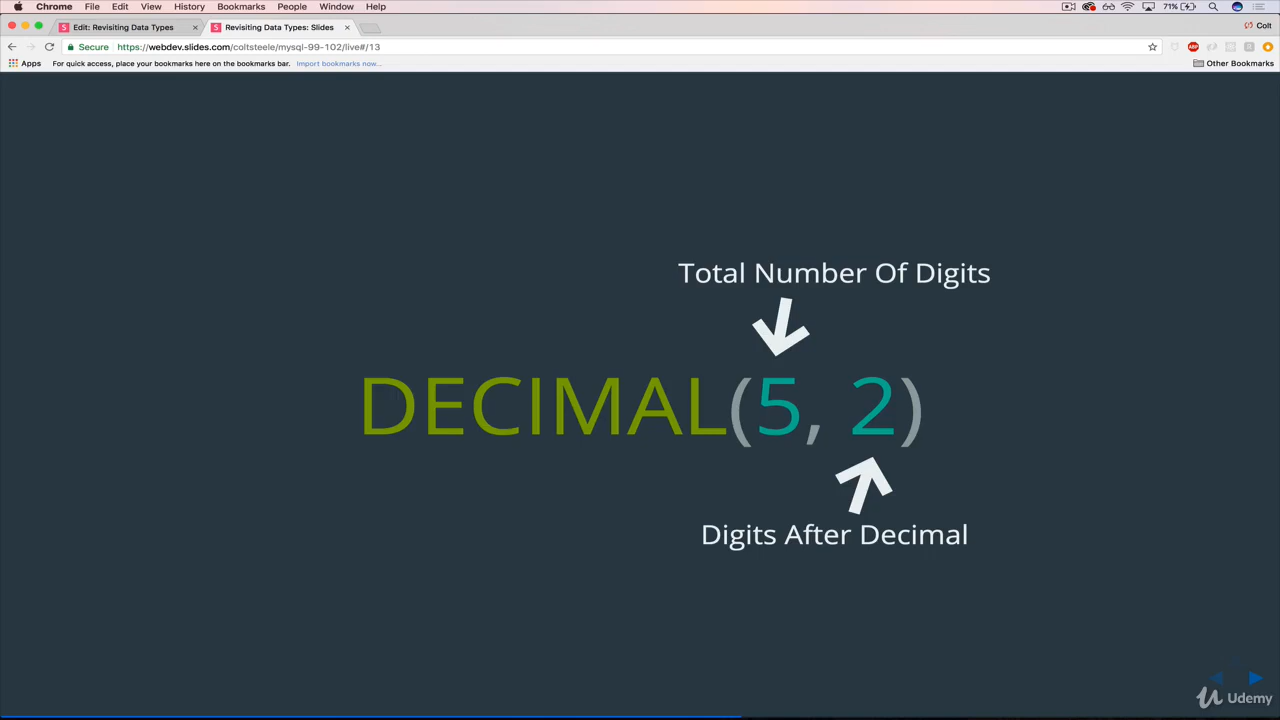 Chrome File Edit View History Bookmarks People Window Help 71%
Edit: Revisiting Data Types × Revisiting Data Types: Slides × Colt
Secure https://webdev.slides.com/coltsteele/mysql-99-102/live#/13 ABP
Apps For quick access, place your bookmarks here on the bookmarks bar. Import bookmarks now... Other Bookmarks
Total Number Of Digits
DECIMAL(5, 2)
Digits After Decimal
Udemy